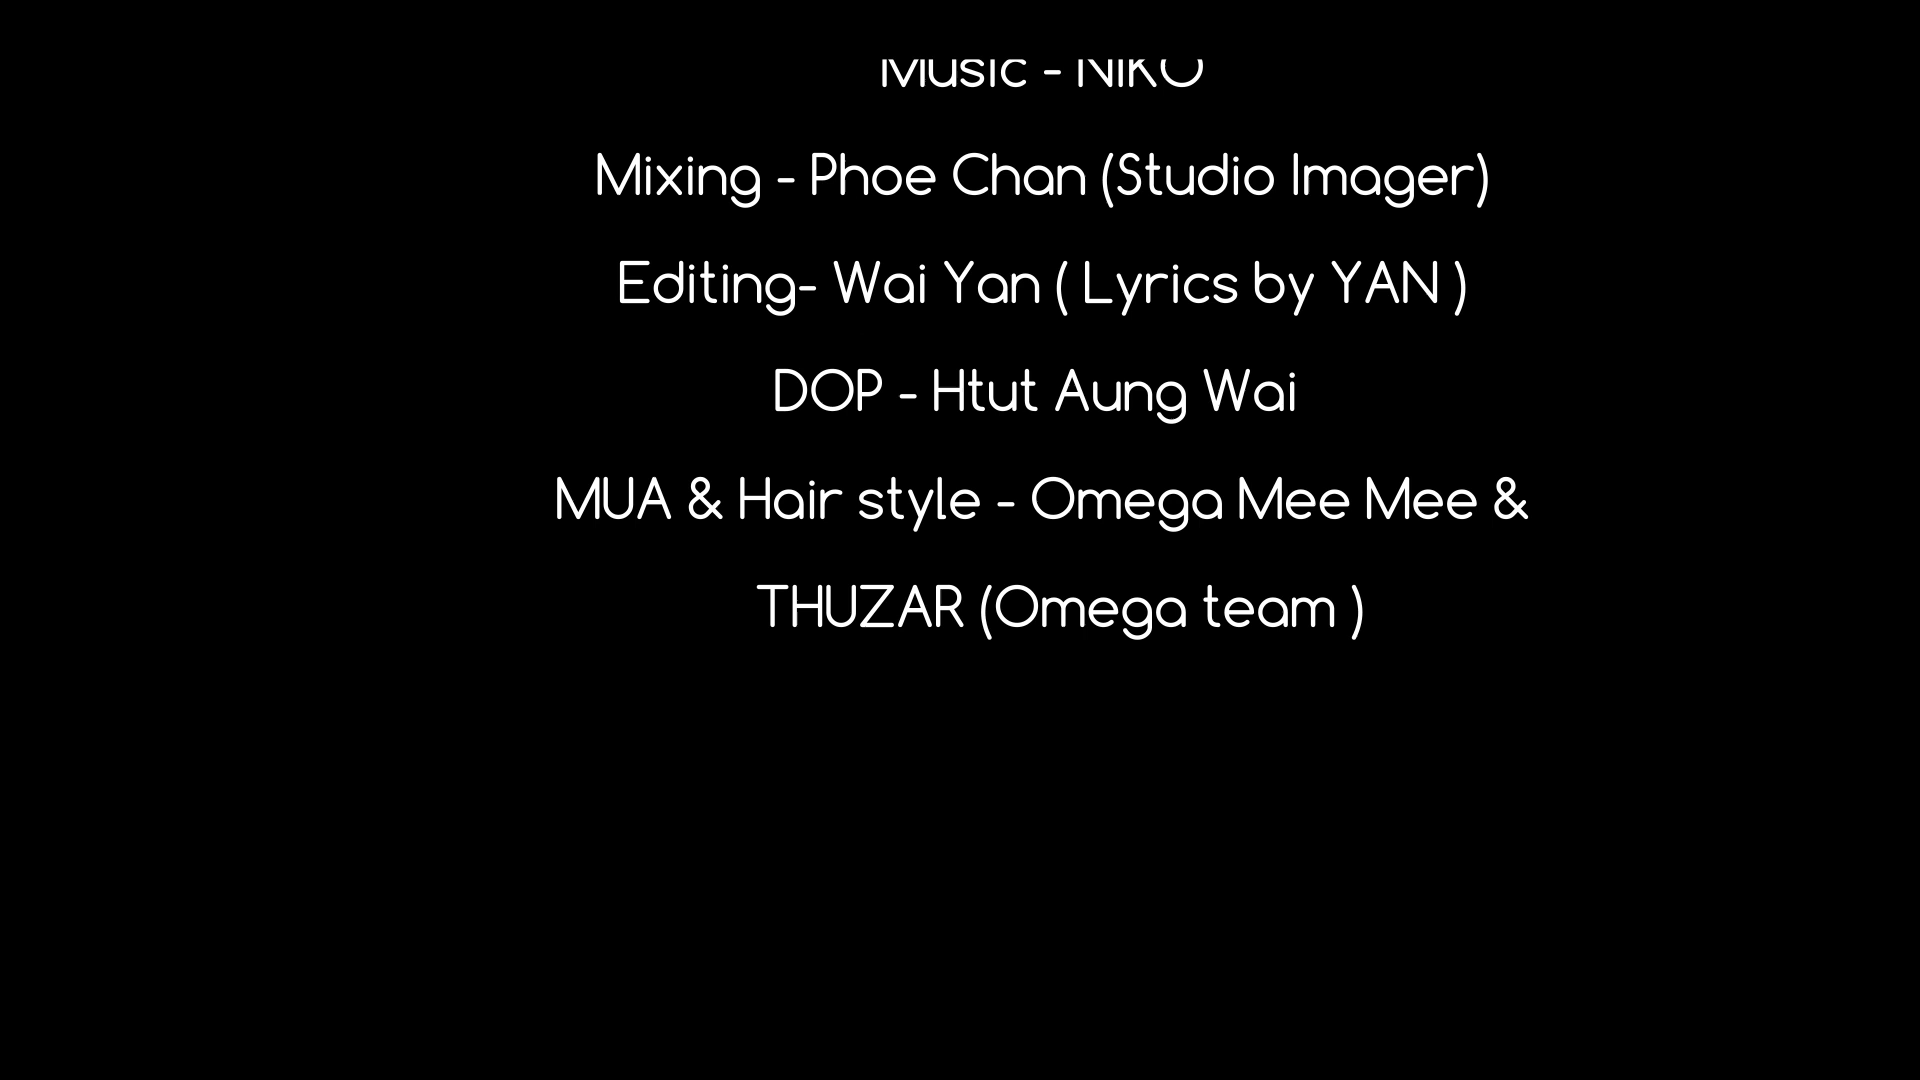 Music - NIKO
Mixing - Phoe Chan (Studio Imager)
Editing- Wai Yan ( Lyrics by YAN )
DOP - Htut Aung Wai
MUA & Hair style - Omega Mee Mee &
THUZAR (Omega team )